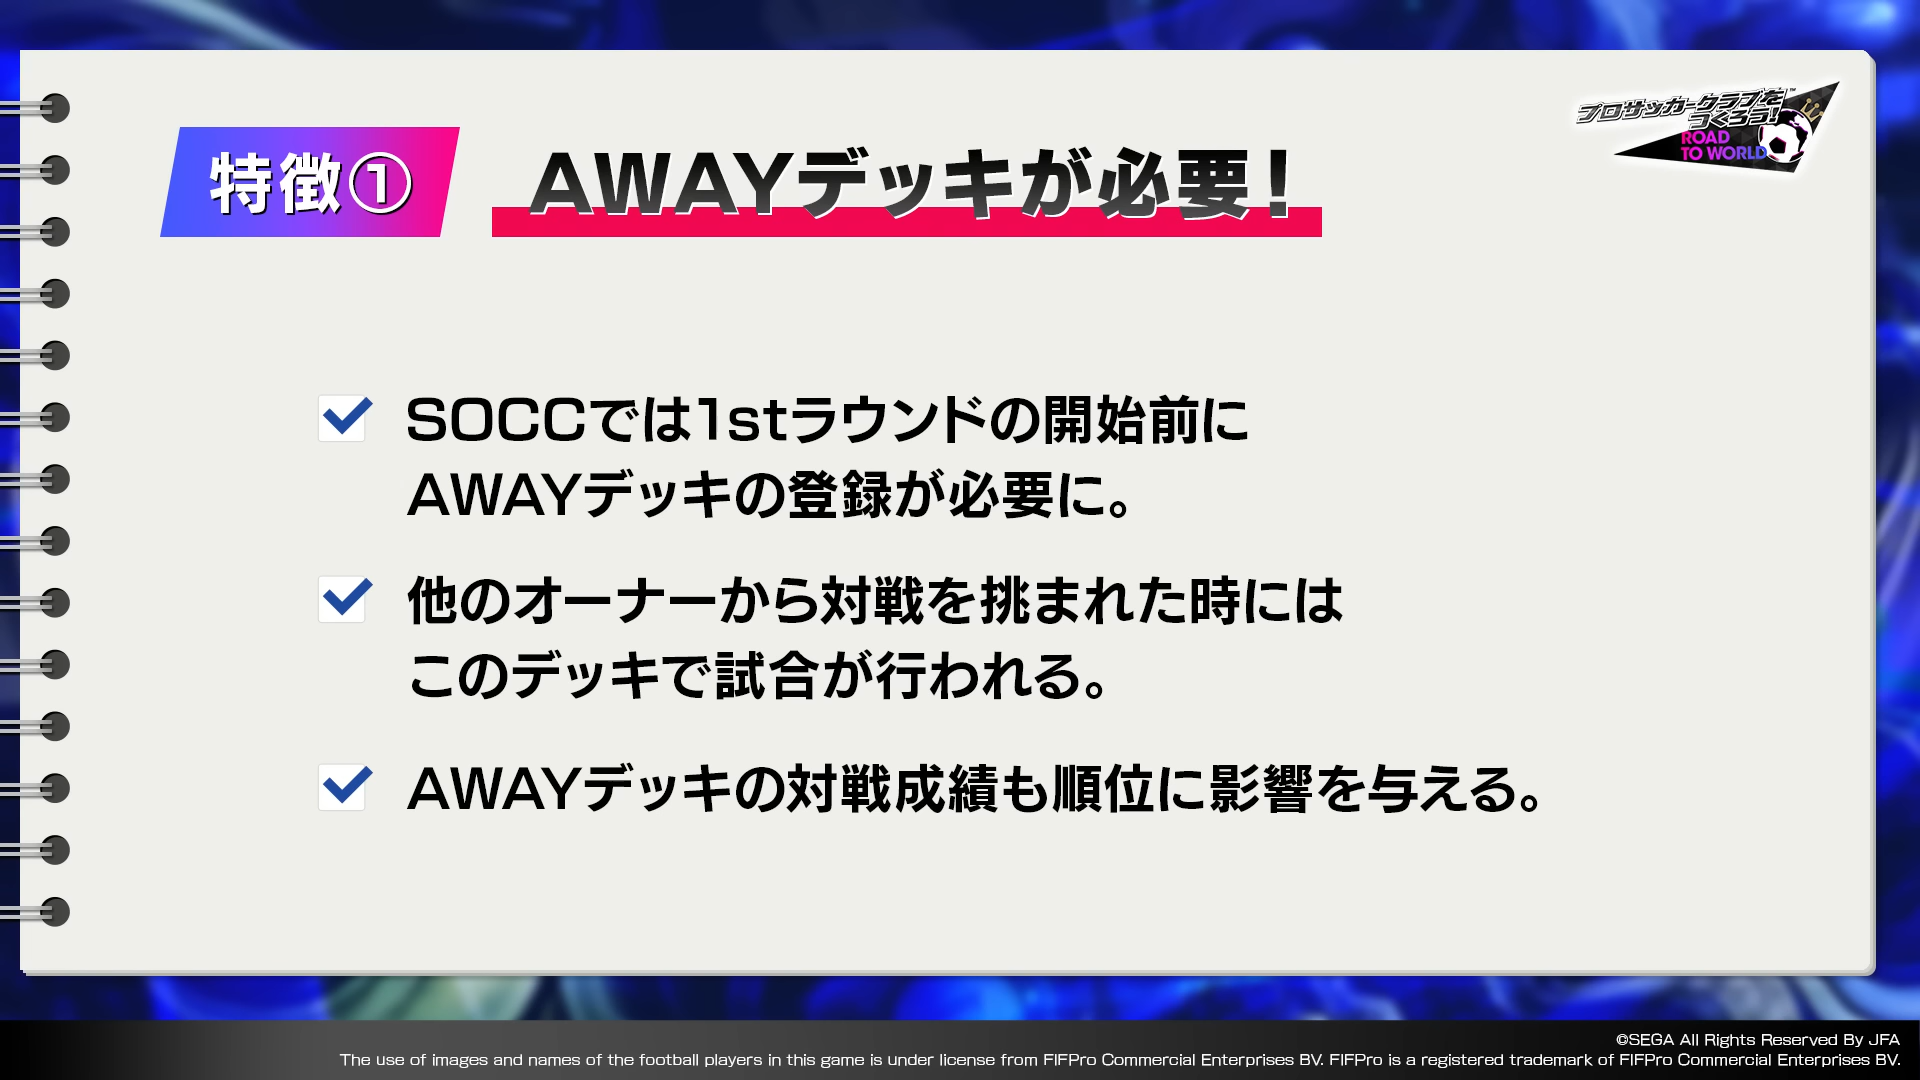 プロサッカークラブを
つくろう!
ROAD
TO WORLD
特徴① AWAYデッキが必要!
SOCCでは1stラウンドの開始前に
AWAYデッキの登録が必要に。
他のオーナーから対戦を挑まれた時には
このデッキで試合が行われる。
AWAYデッキの対戦成績も順位に影響を与える。
©SEGA All Rights Reserved By JFA
The use of images and names of the football players in this game is under license from FIFPro Commercial Enterprises BV. FIFPro is a registered trademark of FIFPro Commercial Enterprises BV.